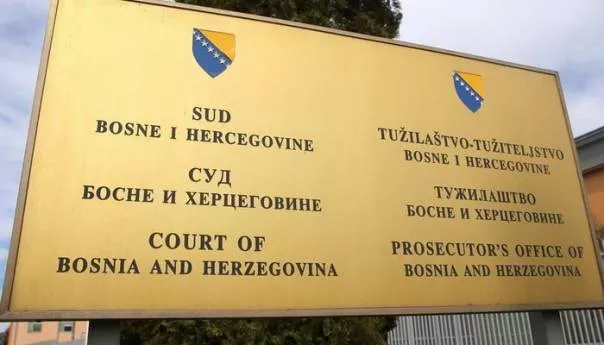 SUD
BOSNE I HERCEGOVINE
СУД
БОСНЕ И ХЕРЦЕГОВИНЕ
COURT OF
BOSNIA AND HERZEGOVINA
TUŽILAŠTVO-TUŽITELJSTVO
BOSNE I HERCEGOVINE
ТУЖИЛАШТВО
БОСНЕ И ХЕРЦЕГОВИНЕ
PROSECUTOR'S OFFICE OF
BOSNIA AND HERZEGOVINA